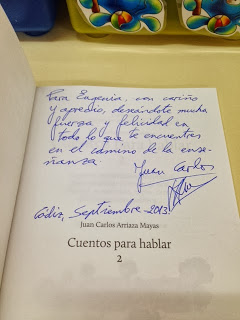 Para Eugenia, con cariño
y aprecio, deseándote mucha
fuerza y felicidad en
todo lo que te encuentres
en el camino de la ense-
ñanza
Juan Carlos
Cádiz, Septiembre 2013
Juan Carlos Arriaza Mayas
Cuentos para hablar
2